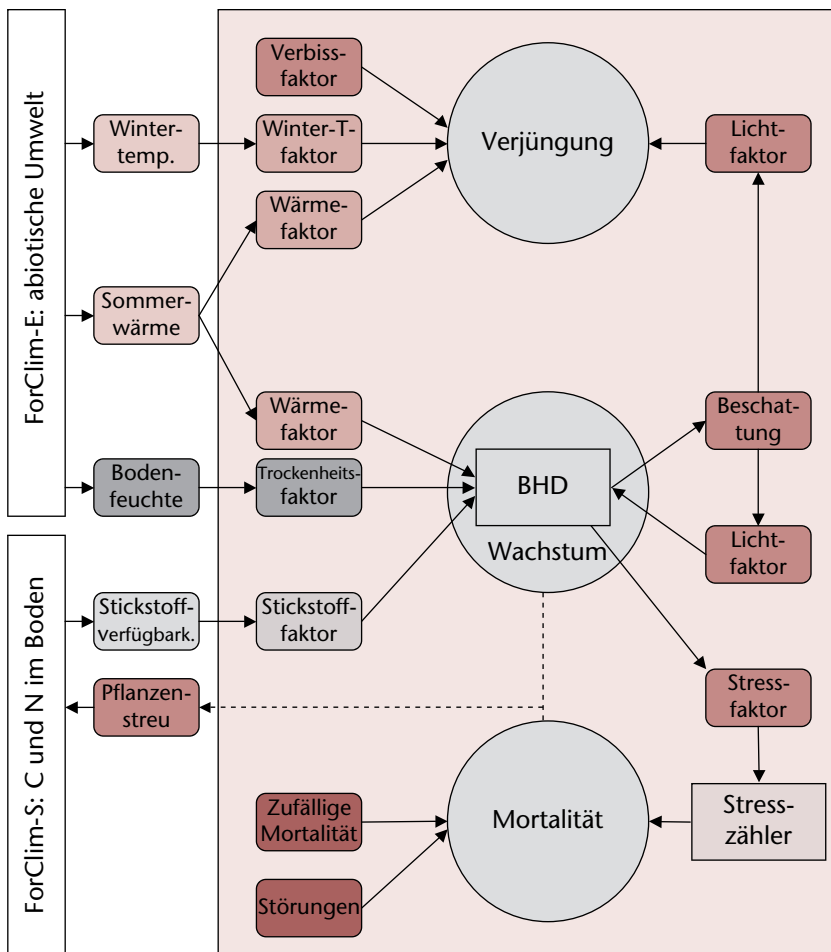 ForClim-E: abiotische Umwelt
Verbiss-
faktor
Winter-
temp.
Winter-T-
faktor
Verjüngung
Licht-
faktor
Wärme-
faktor
Sommer-
wärme
Wärme-
faktor
Beschat-
tung
Boden-
feuchte
Trockenheits-
faktor
BHD
Wachstum
Licht-
faktor
ForClim-S: C und N im Boden
Stickstoff-
verfügbark.
Stickstoff-
faktor
Pflanzen-
streu
Stress-
faktor
Zufällige
Mortalität
Mortalität
Stress-
zähler
Störungen